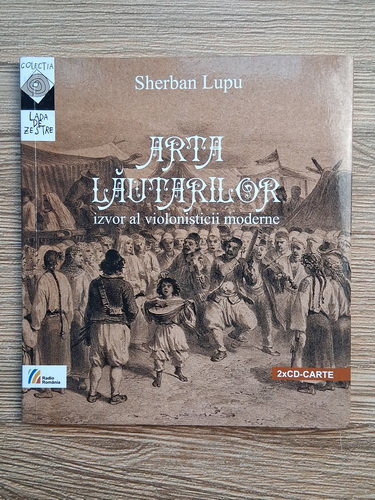 COLECȚIA
LADA
DE
ZESTRE
Sherban Lupu
ARTA
LĂUTARILOR
izvor al violonisticii moderne
Radio
România
2xCD-CARTE